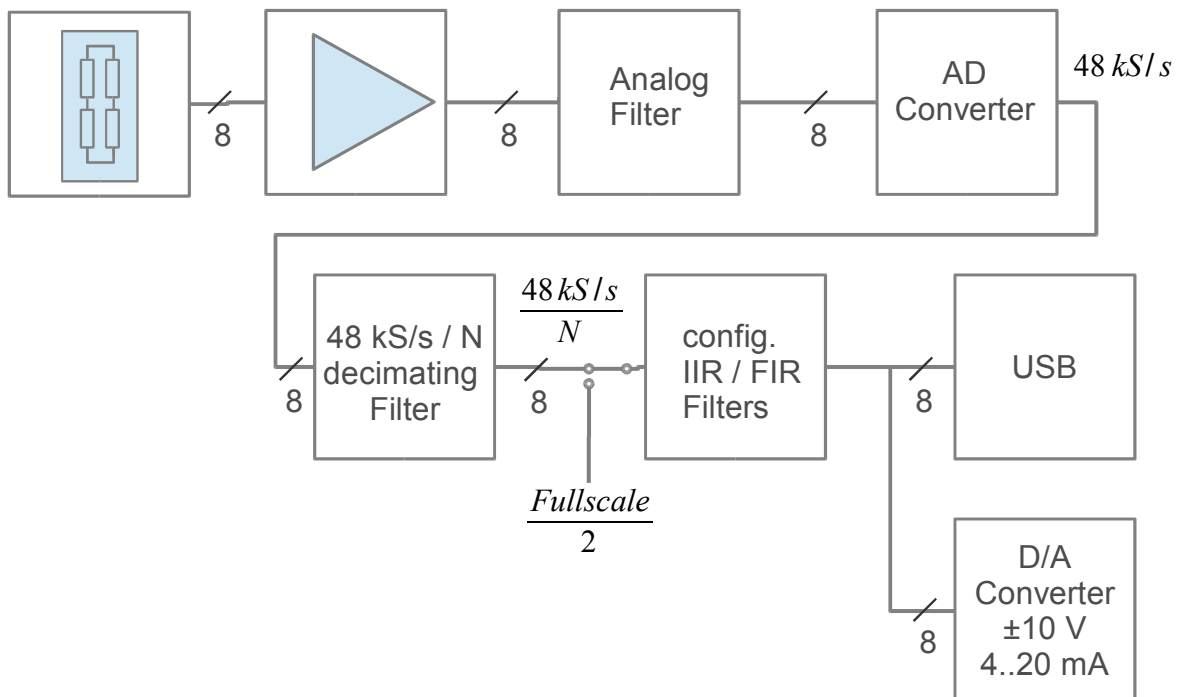 8
8
Analog
Filter
8
AD
Converter
48 kS/s
48 kS/s / N
decimating
Filter
8
48 kS/s
N
8
Fullscale
2
config.
IIR / FIR
Filters
8
USB
8
D/A
Converter
±10 V
4..20 mA